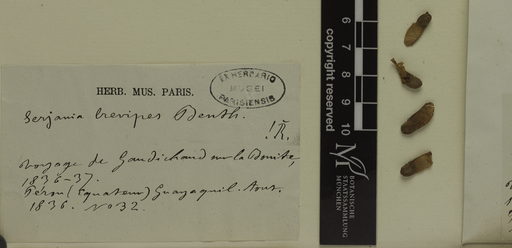 HERB. MUS. PARIS.
EX HERBARIO
MUSEI
PARISIENSIS
Serjania brevipes Benth.
! R.
Voyage de Gaudichaud sur la Bonite,
1836-37.
Pérou (Equateur) Guayaquil. Aout.
1836. No 32.
6
7
8
9
10
copyright reserved
BOTANISCHE
STAATSSAMMLUNG
MÜNCHEN